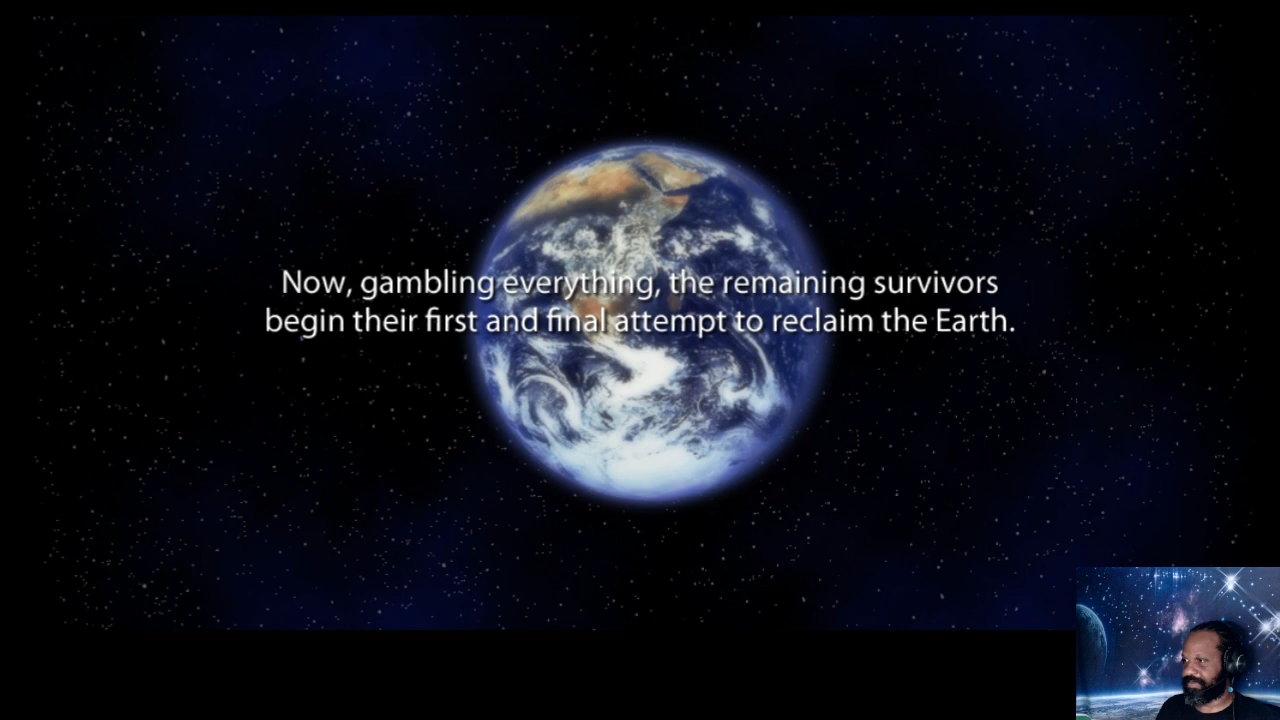 Now, gambling everything, the remaining survivors
begin their first and final attempt to reclaim the Earth.